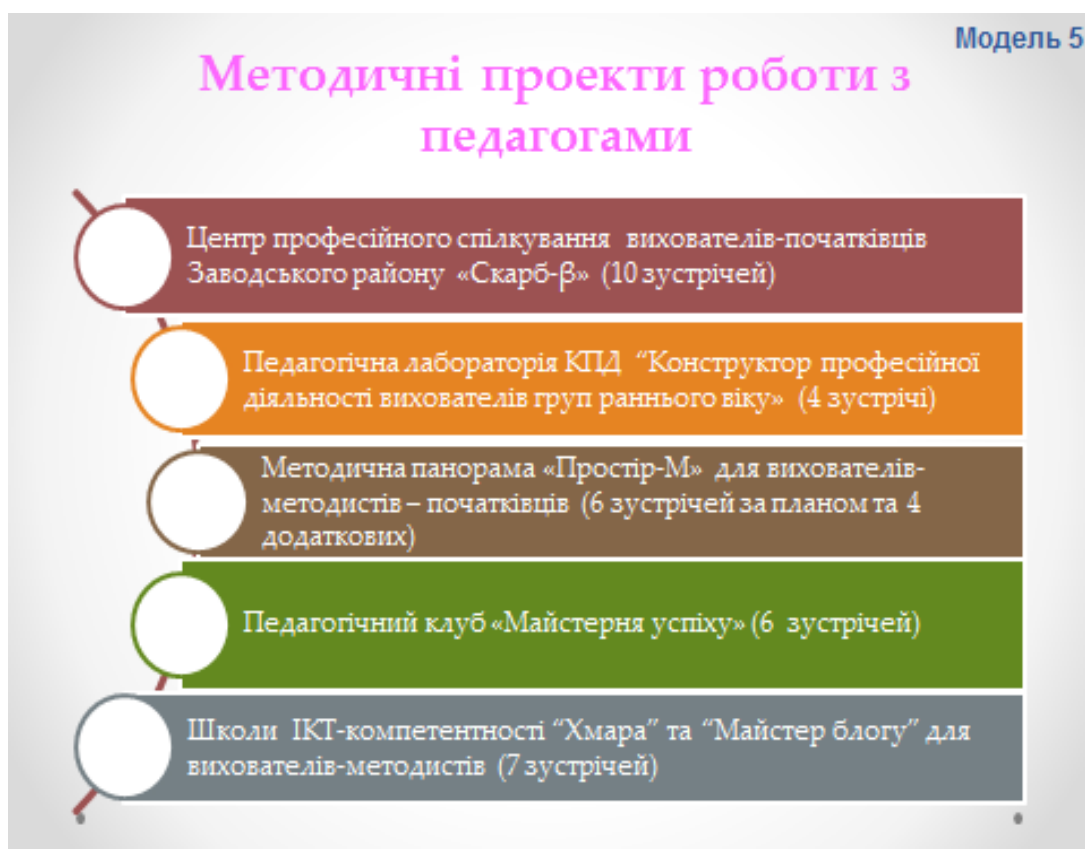 Модель 5
Методичні проекти роботи з
педагогами
Центр професійного спілкування вихователів-початківців
Заводського району «Скарб-β» (10 зустрічей)
Педагогічна лабораторія КПД “Конструктор професійної
діяльності вихователів груп раннього віку» (4 зустрічі)
Методична панорама «Простір-М» для вихователів-
методистів – початківців (6 зустрічей за планом та 4
додаткових)
Педагогічний клуб «Майстерня успіху» (6 зустрічей)
Школи ІКТ-компетентності “Хмара” та “Майстер блогу” для
вихователів-методистів (7 зустрічей)